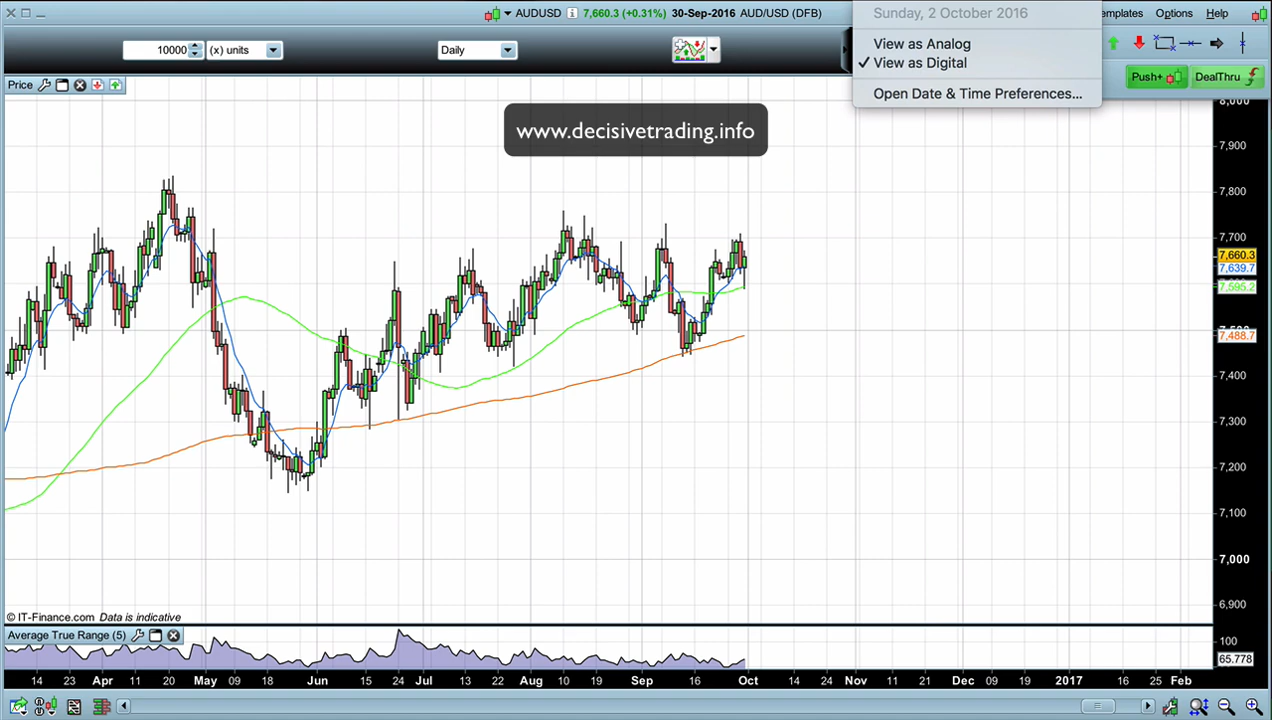 AUDUSD 7,660.3 (+0.31%) 30-Sep-2016 AUD/USD (DFB)
Sunday, 2 October 2016
emplates Options Help
View as Analog
View as Digital
Open Date & Time Preferences...
10000 (x) units Daily
Push+ DealThru
Price
www.decisivetrading.info
8,000
7,900
7,800
7,700
7,660.3
7,639.7
7,595.2
7,488.7
7,400
7,300
7,200
7,100
7,000
6,900
© IT-Finance.com Data is indicative
Average True Range (5)
100
65.778
14 23 Apr 11 20 May 09 18 Jun 15 24 Jul 13 22 Aug 10 19 Sep 16 Oct 14 24 Nov 11 21 Dec 09 19 2017 16 25 Feb